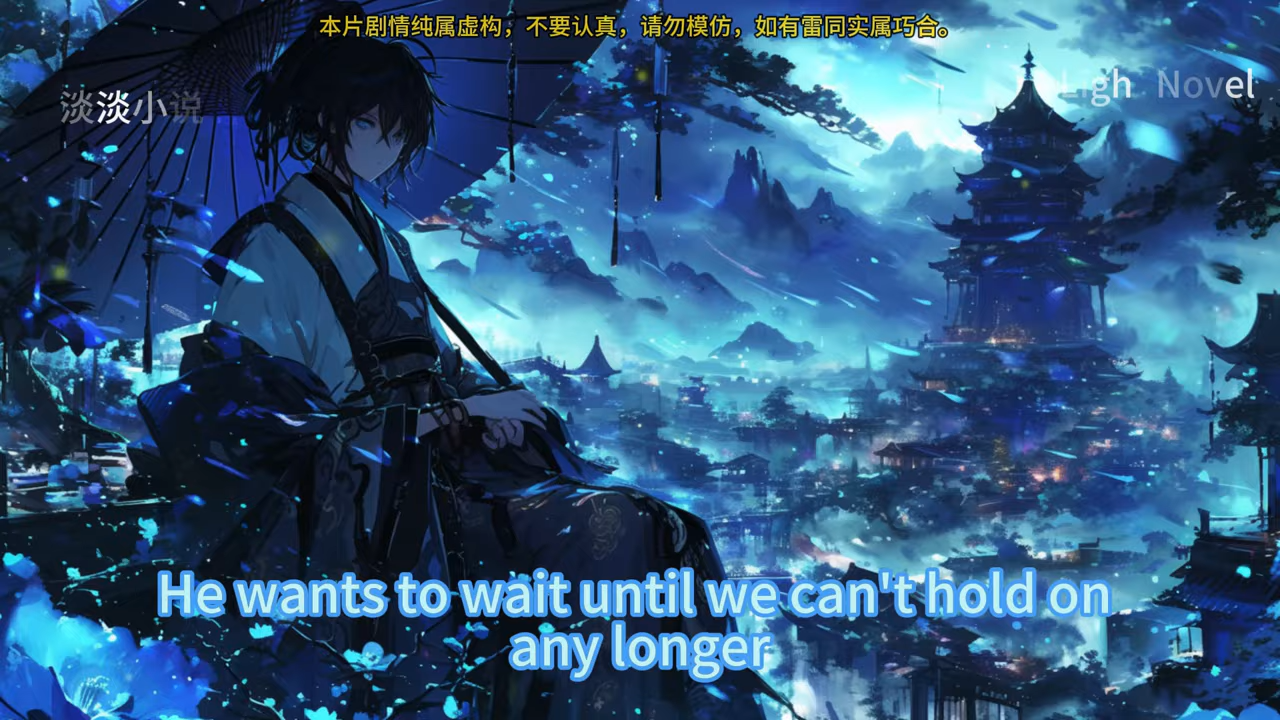 本片剧情纯属虚构，不要认真，请勿模仿，如有雷同实属巧合。
淡淡小说
Ligh Novel
He wants to wait until we can't hold on
any longer